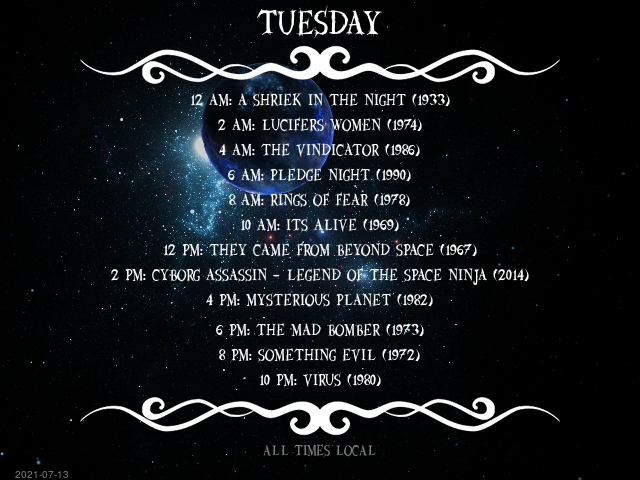 TUESDAY
12 AM: A SHRIEK IN THE NIGHT (1933)
2 AM: LUCIFERS WOMEN (1974)
4 AM: THE VINDICATOR (1986)
6 AM: PLEDGE NIGHT (1990)
8 AM: RINGS OF FEAR (1978)
10 AM: ITS ALIVE (1969)
12 PM: THEY CAME FROM BEYOND SPACE (1967)
2 PM: CYBORG ASSASSIN - LEGEND OF THE SPACE NINJA (2014)
4 PM: MYSTERIOUS PLANET (1982)
6 PM: THE MAD BOMBER (1973)
8 PM: SOMETHING EVIL (1972)
10 PM: VIRUS (1980)
ALL TIMES LOCAL
2021-07-13